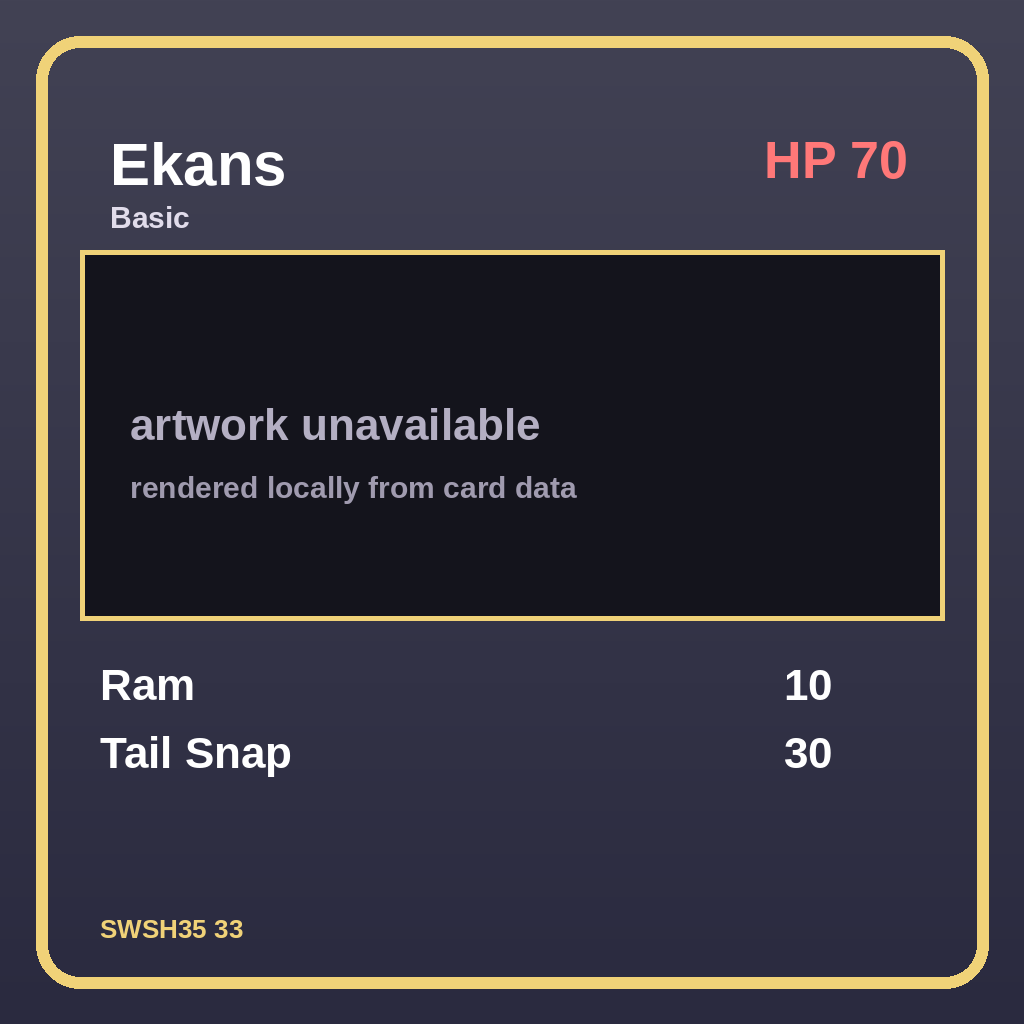 Ekans
HP 70
Basic
artwork unavailable
rendered locally from card data
Ram 10
Tail Snap 30
SWSH35 33